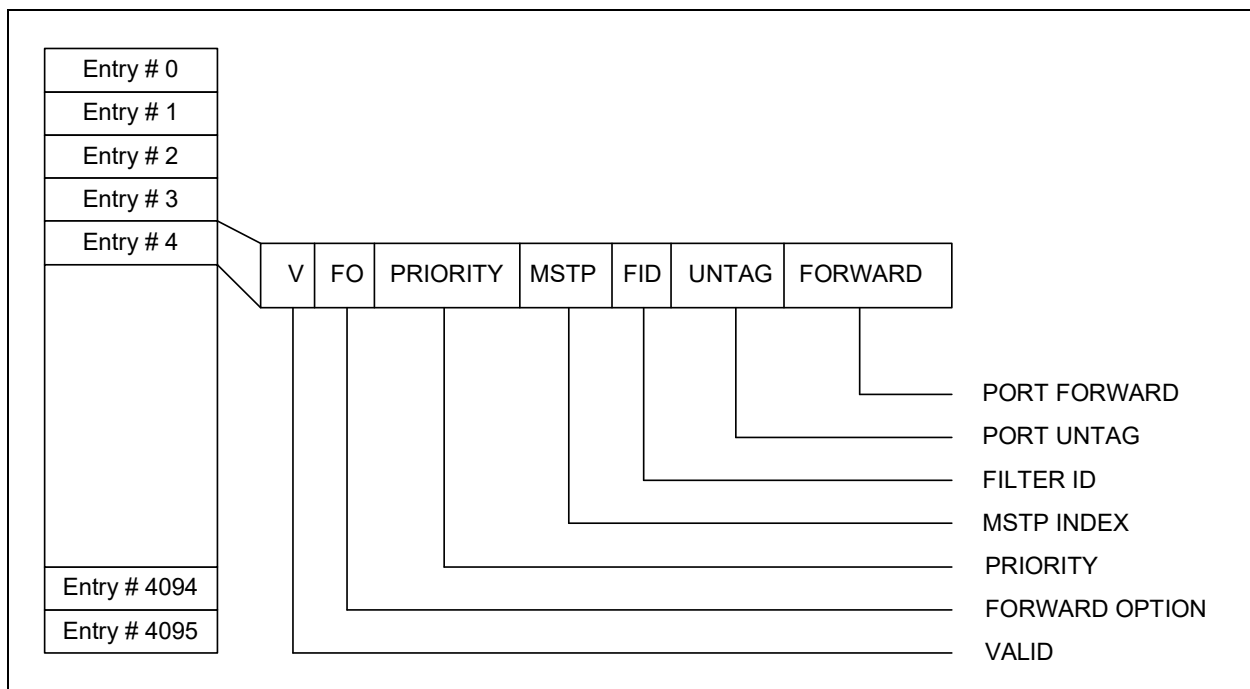 Entry # 0
Entry # 1
Entry # 2
Entry # 3
Entry # 4
V FO PRIORITY MSTP FID UNTAG FORWARD
PORT FORWARD
PORT UNTAG
FILTER ID
MSTP INDEX
PRIORITY
FORWARD OPTION
VALID
Entry # 4094
Entry # 4095